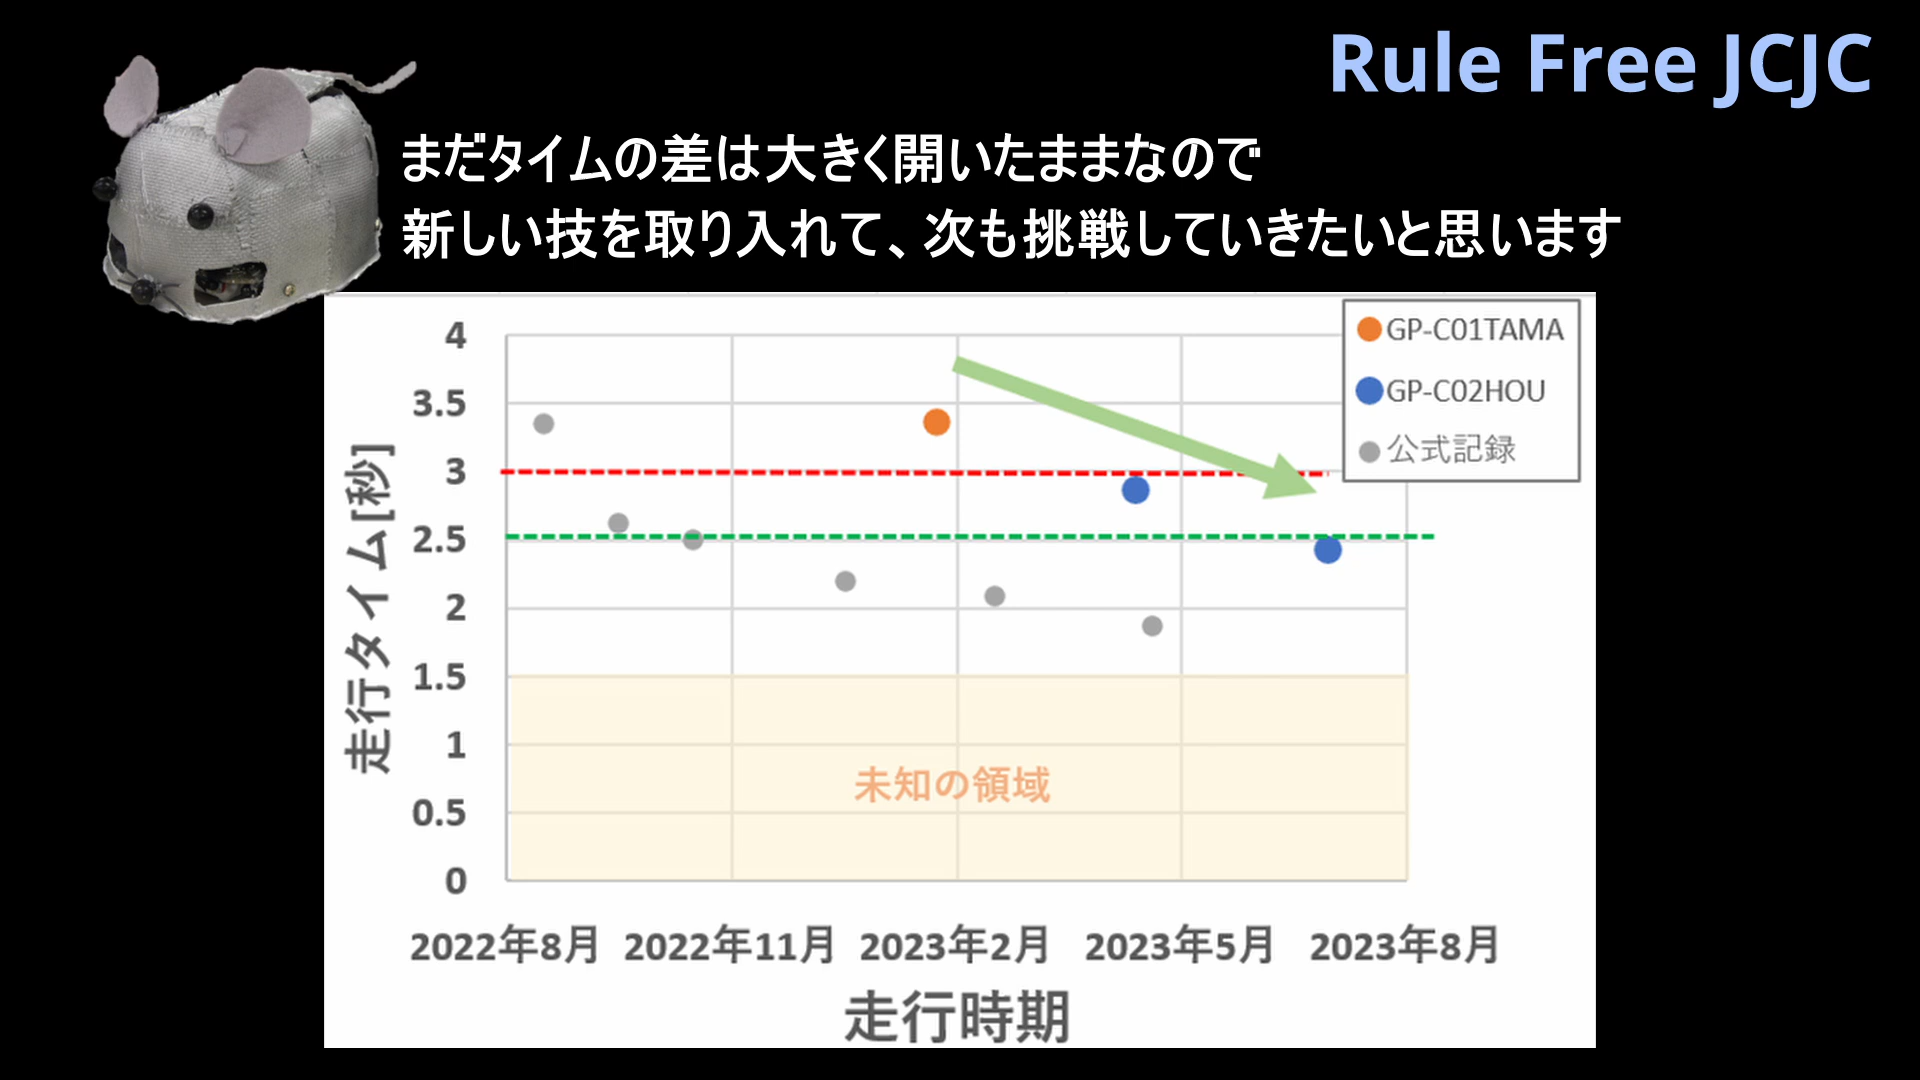 Rule Free JCJC
まだタイムの差は大きく開いたままなので
新しい技を取り入れて、次も挑戦していきたいと思います
GP-C01TAMA
GP-C02HOU
公式記録
走行タイム[秒]
4
3.5
3
2.5
2
1.5
1
0.5
0
未知の領域
2022年8月 2022年11月 2023年2月 2023年5月 2023年8月
走行時期